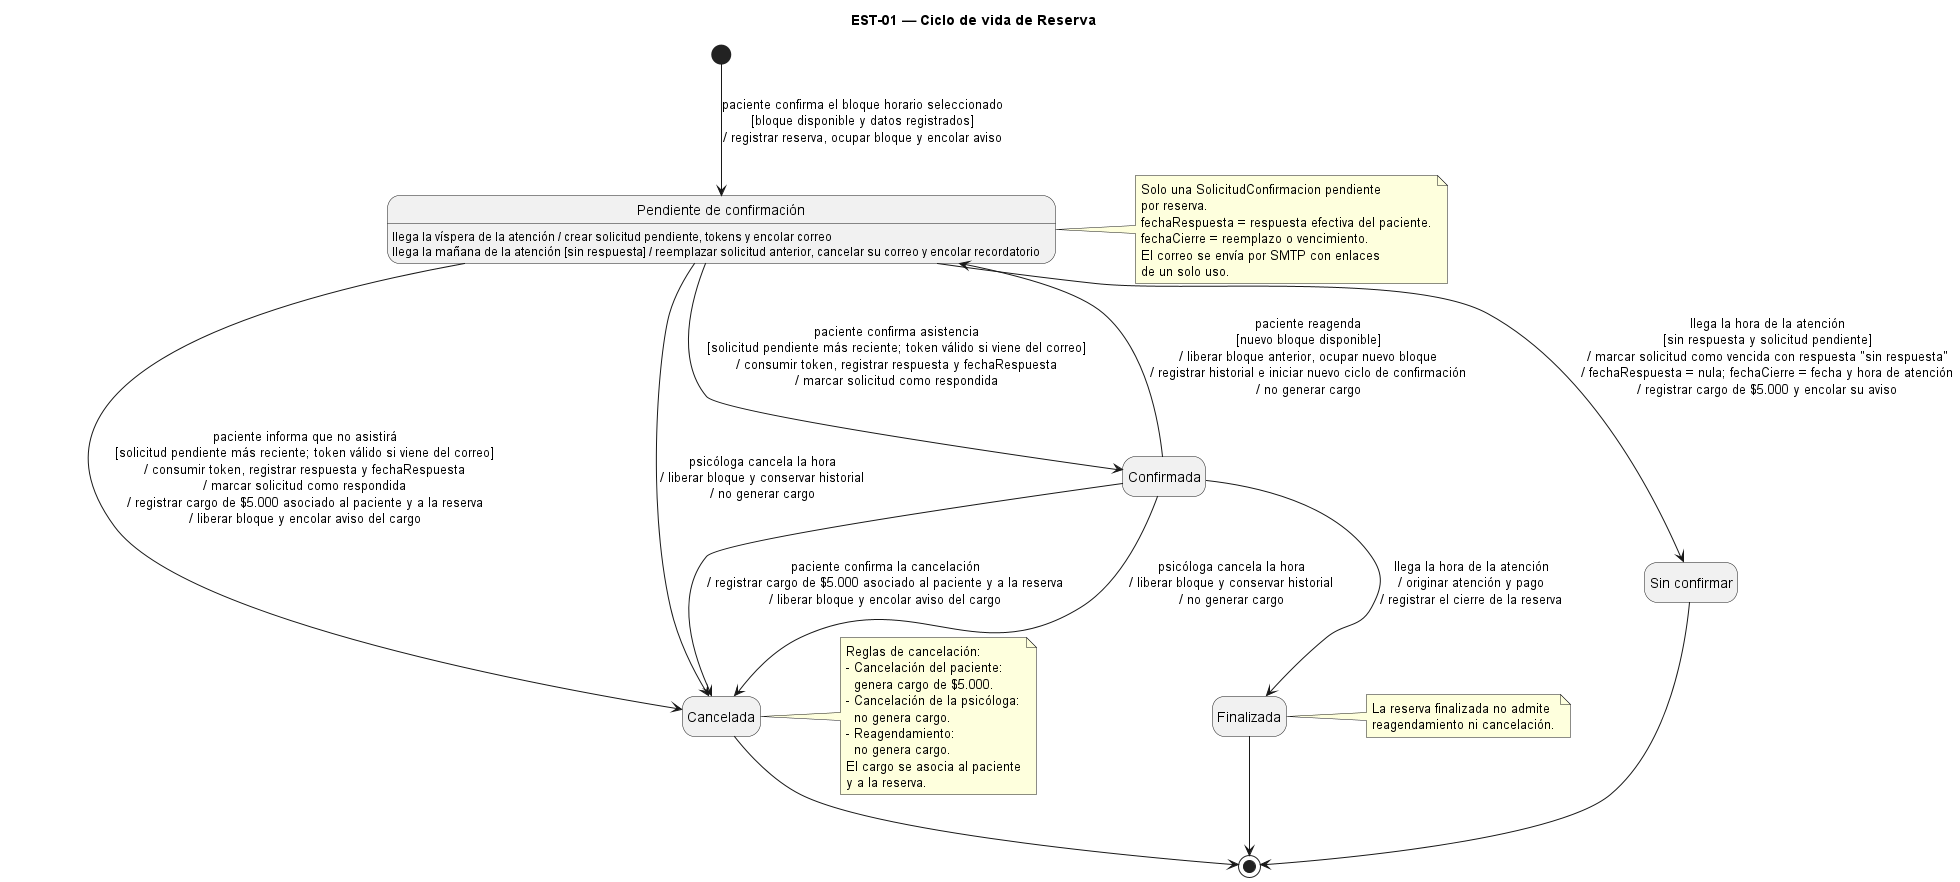 EST-01 — Ciclo de vida de Reserva
paciente confirma el bloque horario seleccionado
[bloque disponible y datos registrados]
/ registrar reserva, ocupar bloque y encolar aviso
Pendiente de confirmación
llega la víspera de la atención / crear solicitud pendiente, tokens y encolar correo
llega la mañana de la atención [sin respuesta] / reemplazar solicitud anterior, cancelar su correo y encolar recordatorio
Solo una SolicitudConfirmacion pendiente
por reserva.
fechaRespuesta = respuesta efectiva del paciente.
fechaCierre = reemplazo o vencimiento.
El correo se envía por SMTP con enlaces
de un solo uso.
paciente confirma asistencia
[solicitud pendiente más reciente; token válido si viene del correo]
/ consumir token, registrar respuesta y fechaRespuesta
/ marcar solicitud como respondida
paciente reagenda
[nuevo bloque disponible]
/ liberar bloque anterior, ocupar nuevo bloque
/ registrar historial e iniciar nuevo ciclo de confirmación
/ no generar cargo
llega la hora de la atención
[sin respuesta y solicitud pendiente]
/ marcar solicitud como vencida con respuesta "sin respuesta"
/ fechaRespuesta = nula; fechaCierre = fecha y hora de atención
/ registrar cargo de $5.000 y encolar su aviso
paciente informa que no asistirá
[solicitud pendiente más reciente; token válido si viene del correo]
/ consumir token, registrar respuesta y fechaRespuesta
/ marcar solicitud como respondida
/ registrar cargo de $5.000 asociado al paciente y a la reserva
/ liberar bloque y encolar aviso del cargo
psicóloga cancela la hora
/ liberar bloque y conservar historial
/ no generar cargo
Confirmada
paciente confirma la cancelación
/ registrar cargo de $5.000 asociado al paciente y a la reserva
/ liberar bloque y encolar aviso del cargo
psicóloga cancela la hora
/ liberar bloque y conservar historial
/ no generar cargo
llega la hora de la atención
/ originar atención y pago
/ registrar el cierre de la reserva
Sin confirmar
Cancelada
Reglas de cancelación:
- Cancelación del paciente:
genera cargo de $5.000.
- Cancelación de la psicóloga:
no genera cargo.
- Reagendamiento:
no genera cargo.
El cargo se asocia al paciente
y a la reserva.
Finalizada
La reserva finalizada no admite
reagendamiento ni cancelación.